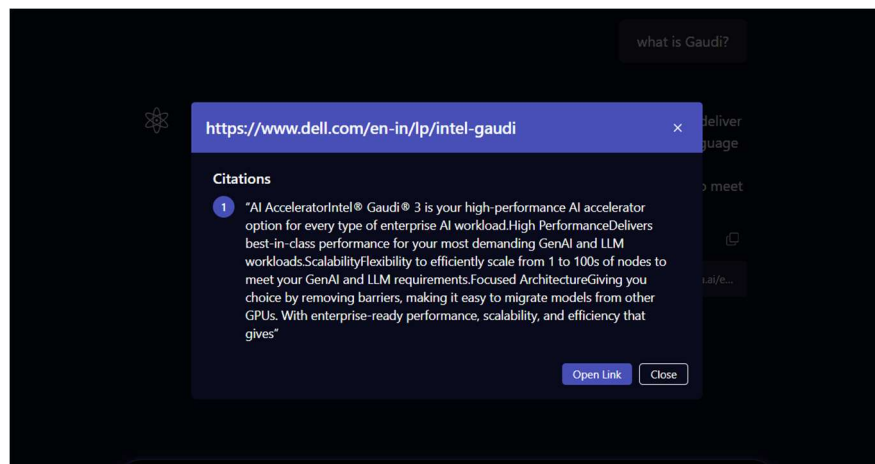 what is Gaudi?
deliver
guage
to meet
https://www.dell.com/en-in/lp/intel-gaudi
×
Citations
1
"AI AcceleratorIntel® Gaudi® 3 is your high-performance AI accelerator
option for every type of enterprise AI workload.High PerformanceDelivers
best-in-class performance for your most demanding GenAI and LLM
workloads.ScalabilityFlexibility to efficiently scale from 1 to 100s of nodes to
meet your GenAI and LLM requirements.Focused ArchitectureGiving you
choice by removing barriers, making it easy to migrate models from other
GPUs. With enterprise-ready performance, scalability, and efficiency that
gives"
Open Link Close